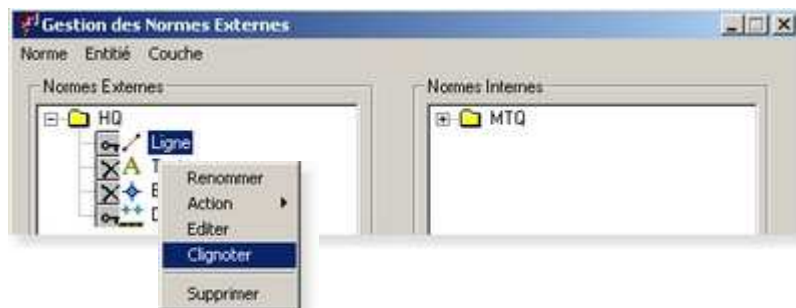 Gestion des Normes Externes
Norme Entitié Couche
Normes Externes
Normes Internes
HQ
MTQ
Ligne
Renommer
Action
Editer
Clignoter
Supprimer